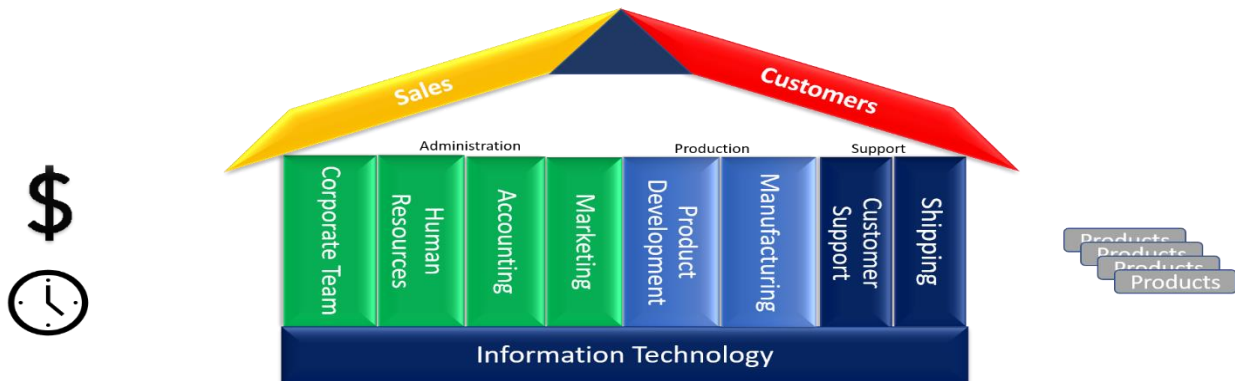 Sales
Customers
Administration
Production
Support
Corporate Team
Human
Resources
Accounting
Marketing
Product
Development
Manufacturing
Customer
Support
Shipping
Information Technology
$
Products
Products
Products
Products